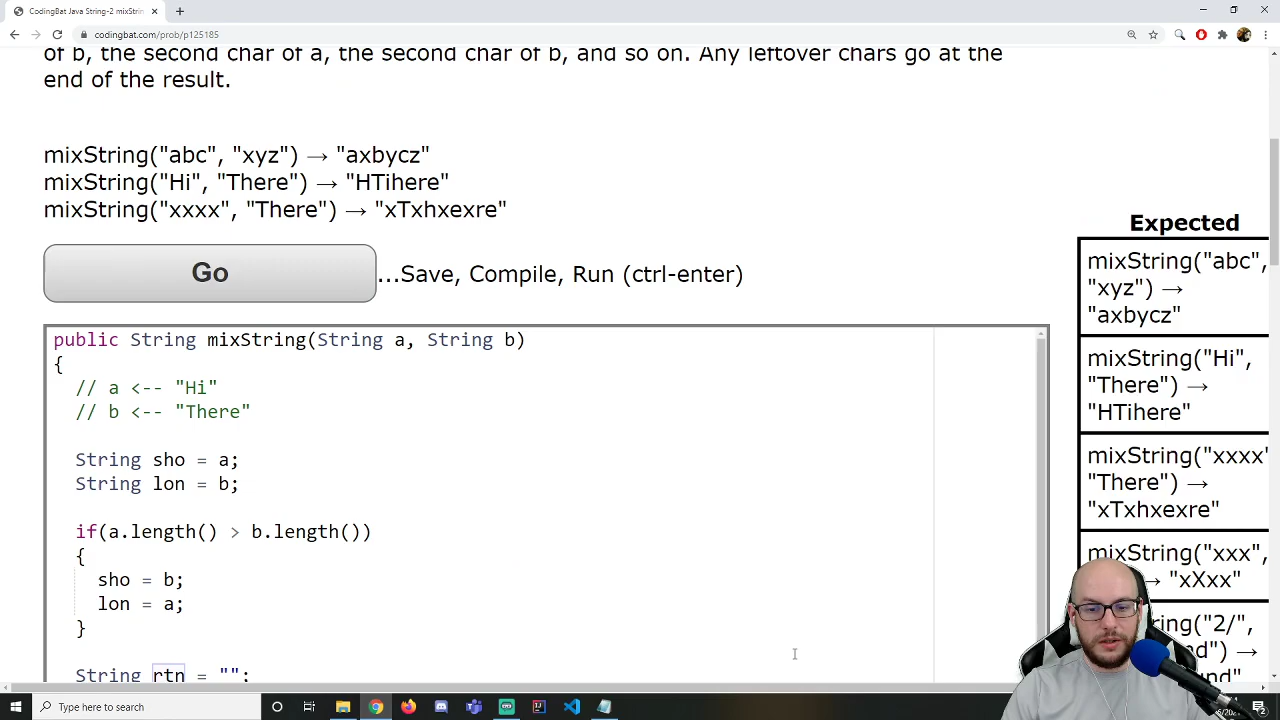 CodingBat Java String-2 mixStrin
codingbat.com/prob/p125185
of b, the second char of a, the second char of b, and so on. Any leftover chars go at the
end of the result.
mixString("abc", "xyz") → "axbycz"
mixString("Hi", "There") → "HTihere"
mixString("xxxx", "There") → "xTxhxexre"
Go
...Save, Compile, Run (ctrl-enter)
public String mixString(String a, String b)
{
// a <-- "Hi"
// b <-- "There"
String sho = a;
String lon = b;
if(a.length() > b.length())
{
sho = b;
lon = a;
}
String rtn = "";
Expected
mixString("abc",
"xyz") →
"axbycz"
mixString("Hi",
"There") →
"HTihere"
mixString("xxxx"
"There") →
"xTxhxexre"
mixString("xxx",
→ "xXxx"
ring("2/",
Type here to search